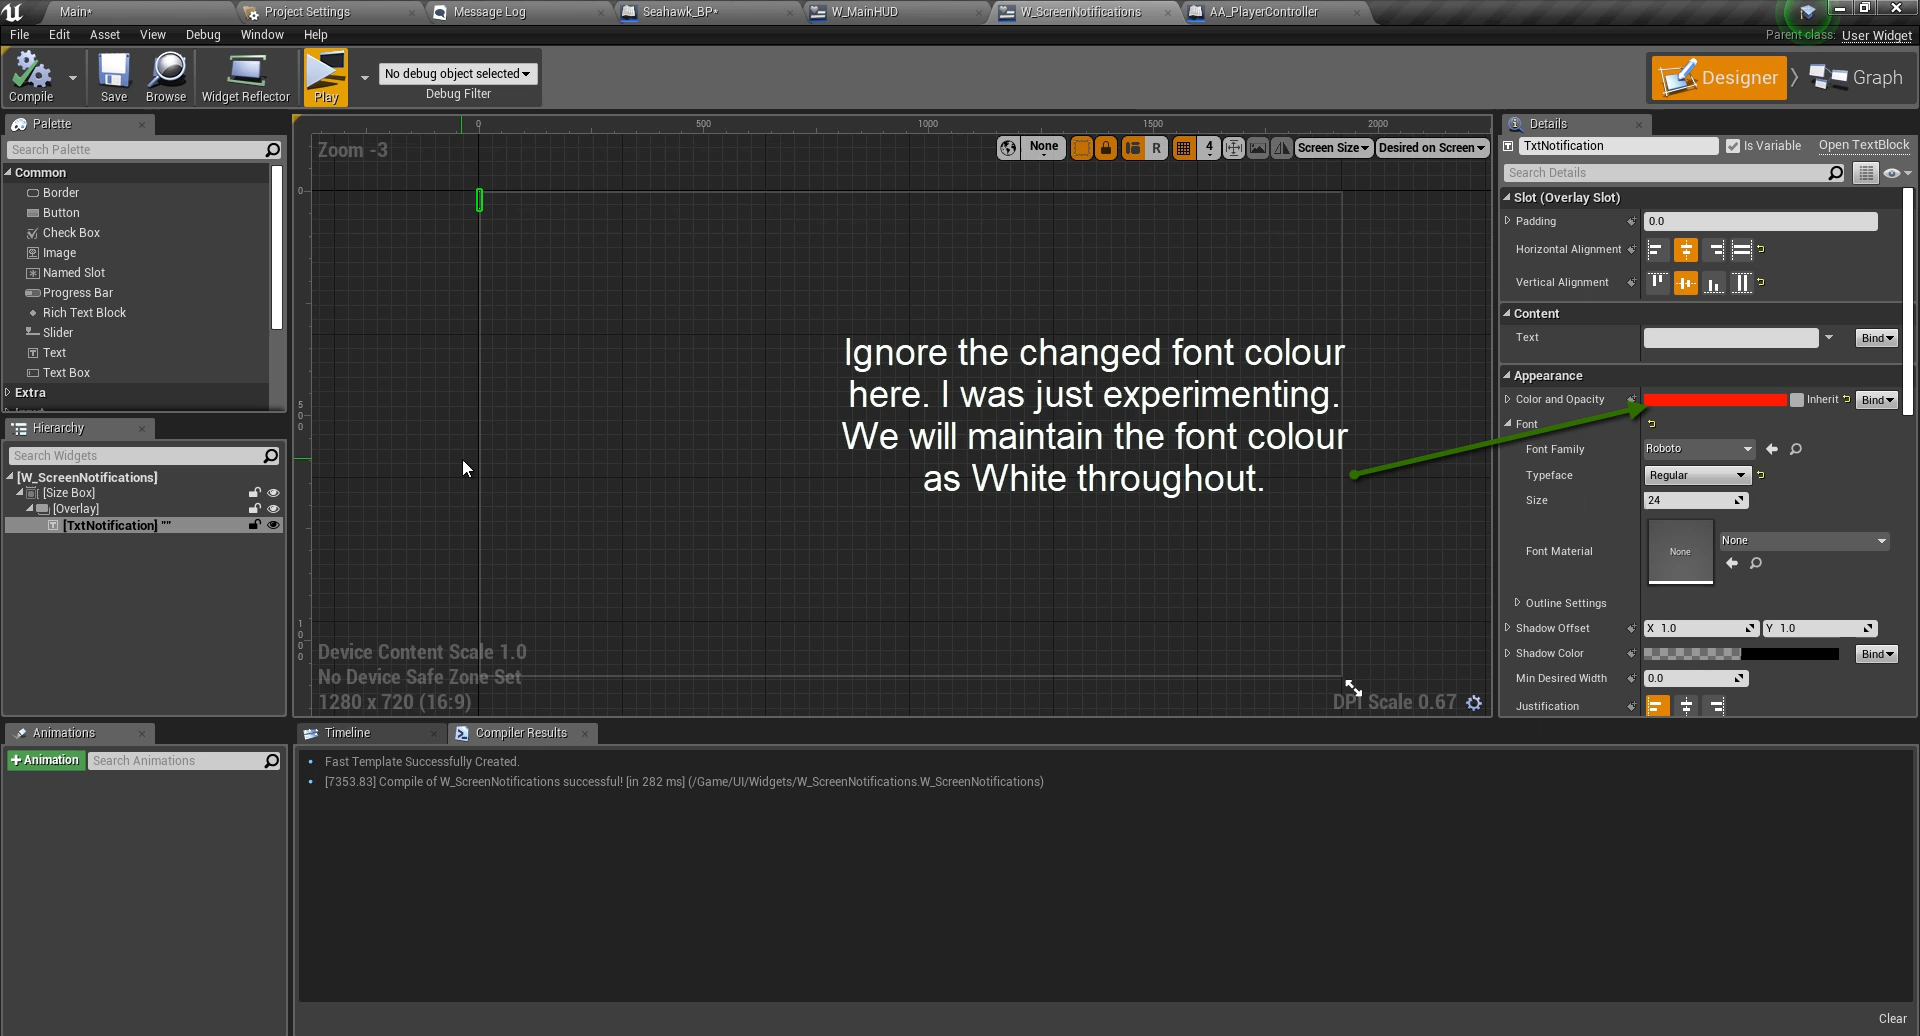 Main*
Project Settings
Message Log
Seahawk_BP*
W_MainHUD
W_ScreenNotifications
AA_PlayerController
File Edit Asset View Debug Window Help
Parent class: User Widget
Compile
Save
Browse
Widget Reflector
Play
No debug object selected
Debug Filter
Designer
Graph
Palette
Search Palette
Common
Border
Button
Check Box
Image
Named Slot
Progress Bar
Rich Text Block
Slider
Text
Text Box
Extra
Hierarchy
Search Widgets
[W_ScreenNotifications]
[Size Box]
[Overlay]
[TxtNotification] ""
Animations
+ Animation
Search Animations
0 500 1000 1500 2000
Zoom -3
None
R
4
Screen Size
Desired on Screen
0
500
1000
Ignore the changed font colour
here. I was just experimenting.
We will maintain the font colour
as White throughout.
Device Content Scale 1.0
No Device Safe Zone Set
1280 x 720 (16:9)
DPI Scale 0.67
Timeline
Compiler Results
Fast Template Successfully Created.
[7353.83] Compile of W_ScreenNotifications successful! [in 282 ms] (/Game/UI/Widgets/W_ScreenNotifications.W_ScreenNotifications)
Clear
Details
TxtNotification
Is Variable
Open TextBlock
Search Details
Slot (Overlay Slot)
Padding 0.0
Horizontal Alignment
Vertical Alignment
Content
Text Bind
Appearance
Color and Opacity Inherit Bind
Font
Font Family Roboto
Typeface Regular
Size 24
Font Material None None
Outline Settings
Shadow Offset X 1.0 Y 1.0
Shadow Color Bind
Min Desired Width 0.0
Justification